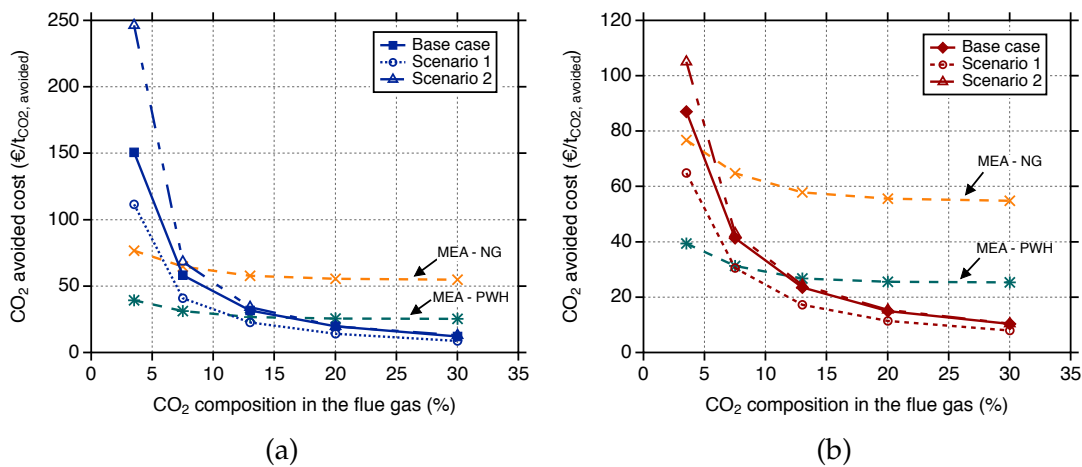 250
200
150
100
50
0
CO2 avoided cost (€/tCO2, avoided)
Base case
Scenario 1
Scenario 2
MEA - NG
MEA - PWH
0 5 10 15 20 25 30 35
CO2 composition in the flue gas (%)
(a)
120
100
80
60
40
20
0
CO2 avoided cost (€/tCO2, avoided)
Base case
Scenario 1
Scenario 2
MEA - NG
MEA - PWH
0 5 10 15 20 25 30 35
CO2 composition in the flue gas (%)
(b)